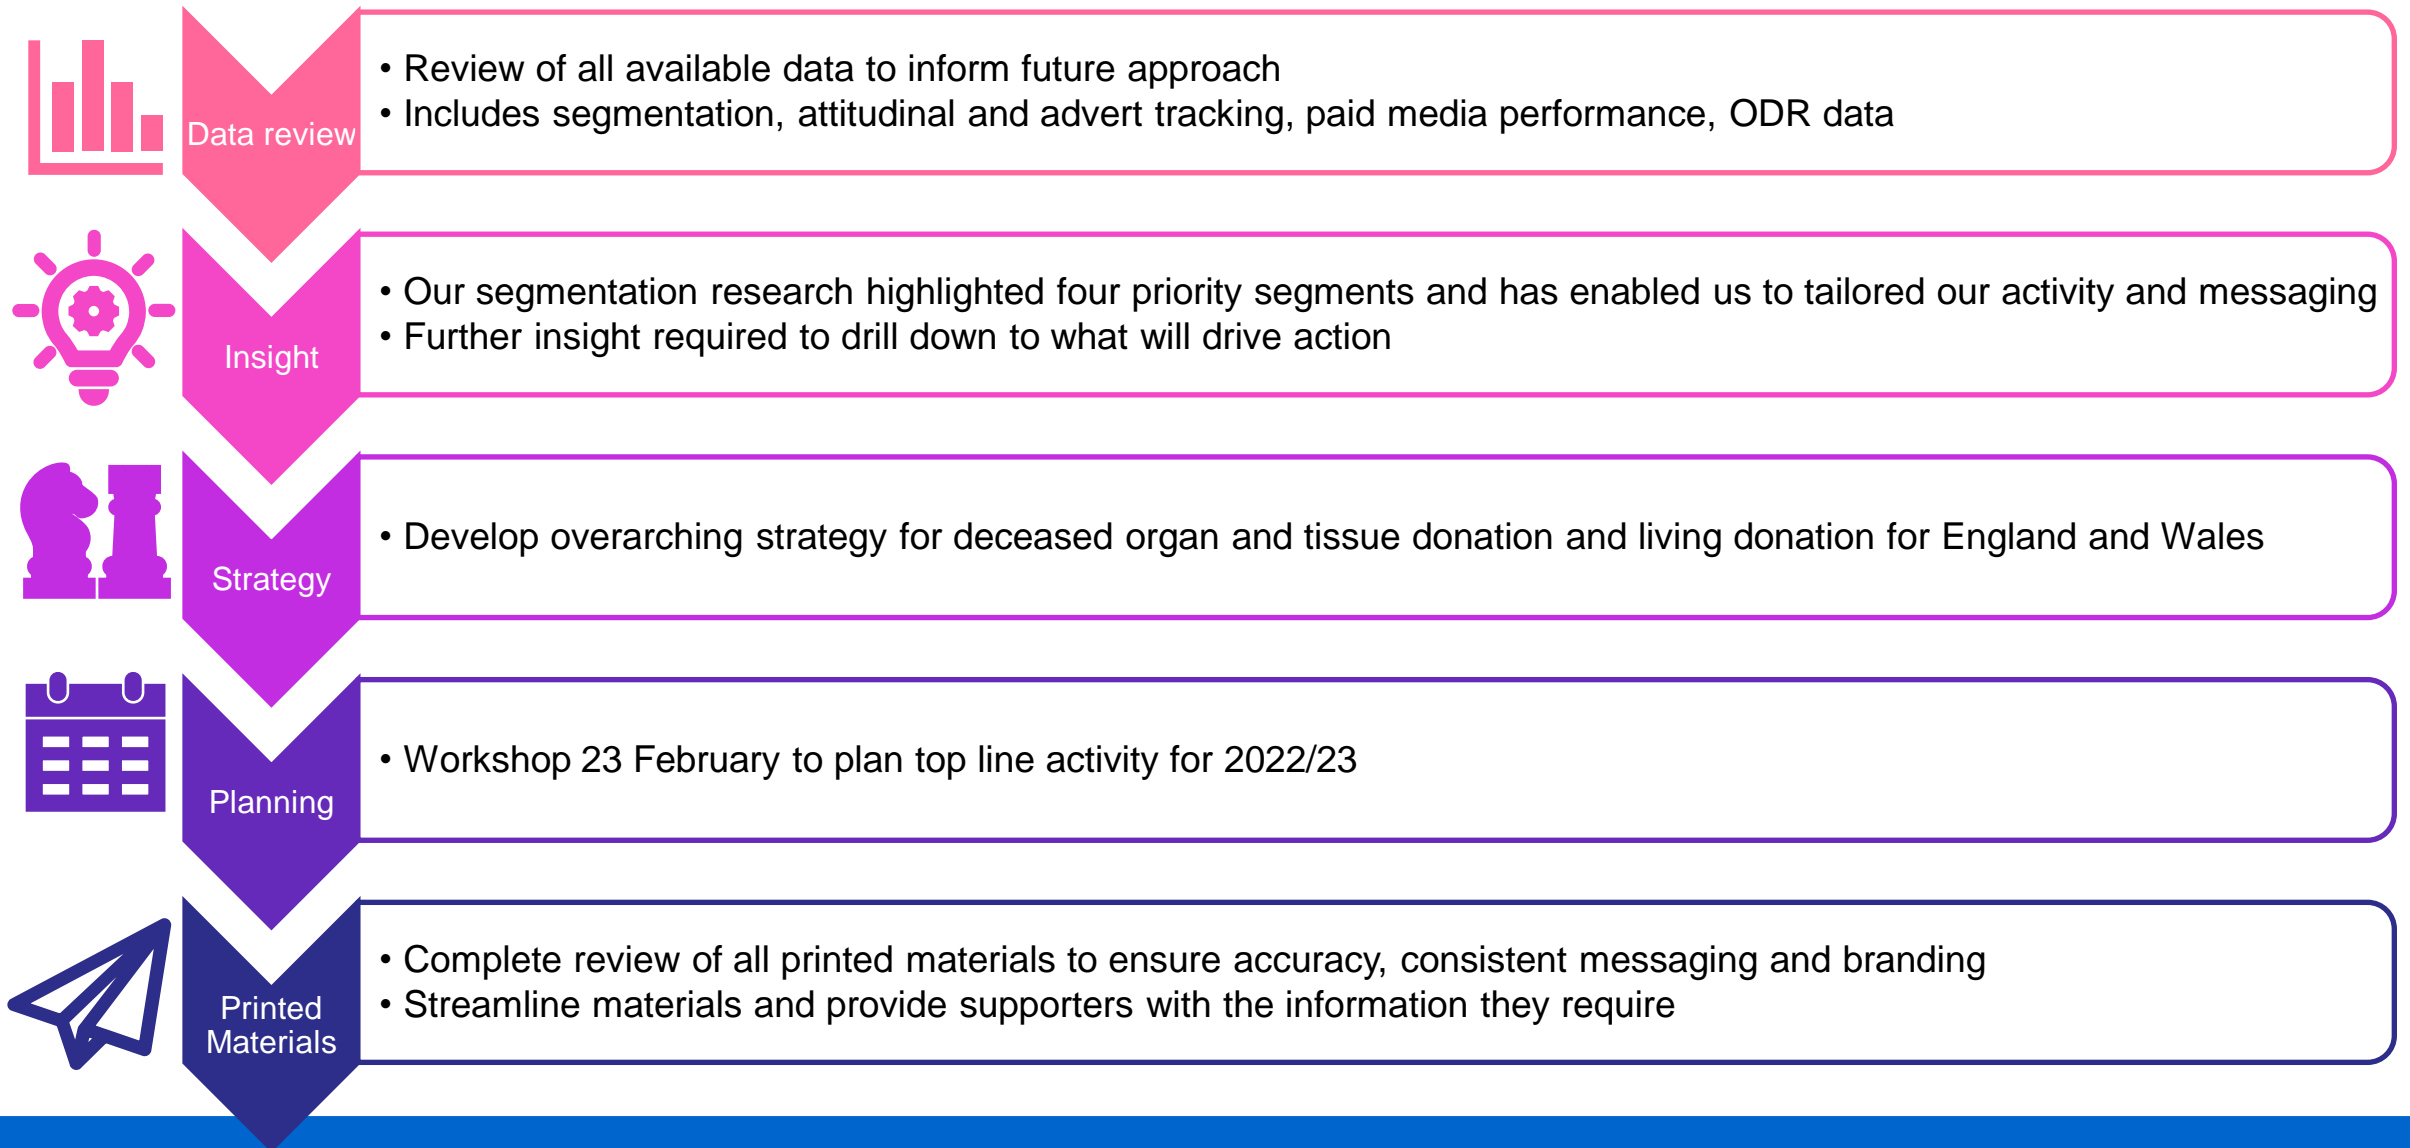 Data review
• Review of all available data to inform future approach
• Includes segmentation, attitudinal and advert tracking, paid media performance, ODR data
Insight
• Our segmentation research highlighted four priority segments and has enabled us to tailored our activity and messaging
• Further insight required to drill down to what will drive action
Strategy
• Develop overarching strategy for deceased organ and tissue donation and living donation for England and Wales
Planning
• Workshop 23 February to plan top line activity for 2022/23
Printed
Materials
• Complete review of all printed materials to ensure accuracy, consistent messaging and branding
• Streamline materials and provide supporters with the information they require